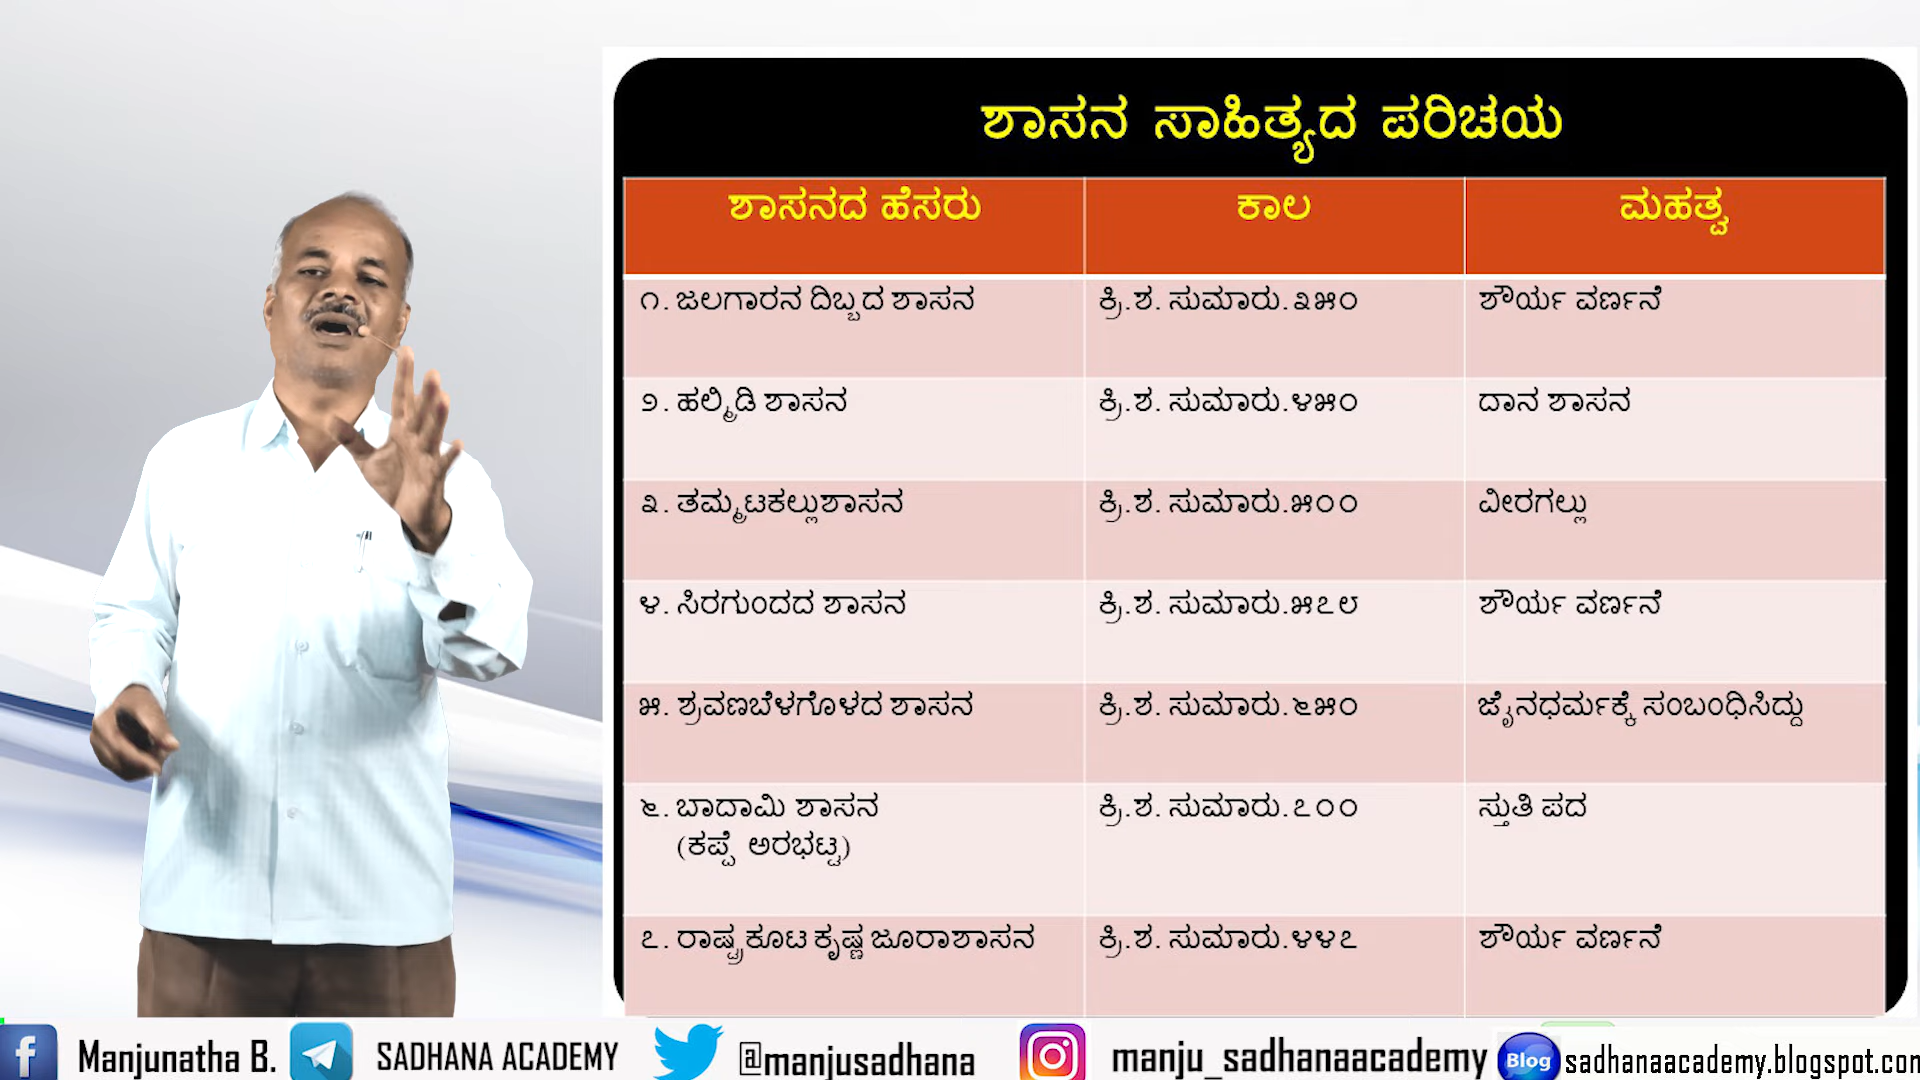 ಶಾಸನ ಸಾಹಿತ್ಯದ ಪರಿಚಯ
ಶಾಸನದ ಹೆಸರು ಕಾಲ ಮಹತ್ವ
೧. ಜಲಗಾರನ ದಿಬ್ಬದ ಶಾಸನ ಕ್ರಿ.ಶ. ಸುಮಾರು.೩೫೦ ಶೌರ್ಯ ವರ್ಣನೆ
೨. ಹಲ್ಮಿಡಿ ಶಾಸನ ಕ್ರಿ.ಶ. ಸುಮಾರು.೪೫೦ ದಾನ ಶಾಸನ
೩. ತಮ್ಮಟಕಲ್ಲುಶಾಸನ ಕ್ರಿ.ಶ. ಸುಮಾರು.೫೦೦ ವೀರಗಲ್ಲು
೪. ಸಿರಗುಂದದ ಶಾಸನ ಕ್ರಿ.ಶ. ಸುಮಾರು.೫೭೮ ಶೌರ್ಯ ವರ್ಣನೆ
೫. ಶ್ರವಣಬೆಳಗೊಳದ ಶಾಸನ ಕ್ರಿ.ಶ. ಸುಮಾರು.೬೫೦ ಜೈನಧರ್ಮಕ್ಕೆ ಸಂಬಂಧಿಸಿದ್ದು
೬. ಬಾದಾಮಿ ಶಾಸನ ಕ್ರಿ.ಶ. ಸುಮಾರು.೭೦೦ ಸ್ತುತಿ ಪದ
(ಕಪ್ಪೆ ಅರಭಟ್ಟ)
೭. ರಾಷ್ಟ್ರಕೂಟ ಕೃಷ್ಣ ಜೂರಾಶಾಸನ ಕ್ರಿ.ಶ. ಸುಮಾರು.೪೪೭ ಶೌರ್ಯ ವರ್ಣನೆ
Manjunatha B. SADHANA ACADEMY @manjusadhana manju_sadhanaacademy Blog sadhanaacademy.blogspot.com